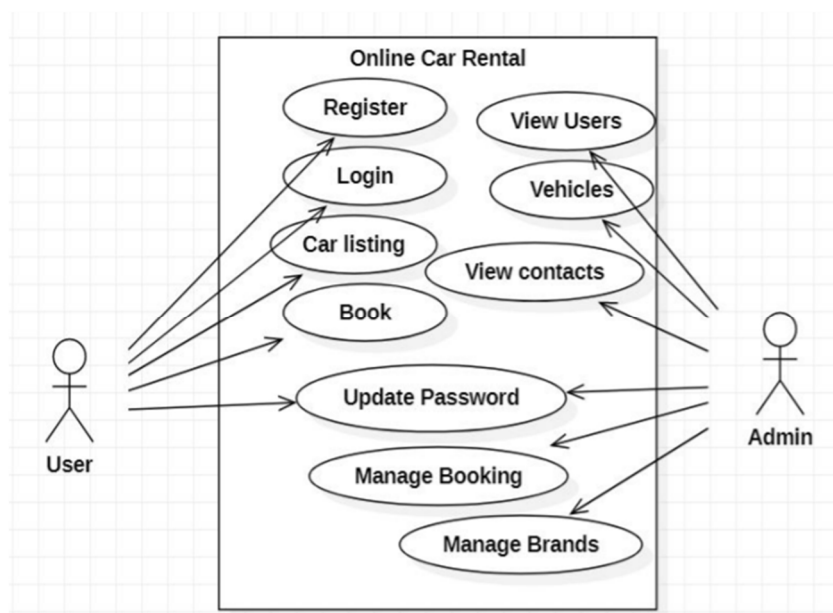 Online Car Rental
Register
View Users
Login
Vehicles
Car listing
View contacts
Book
Update Password
Admin
User
Manage Booking
Manage Brands